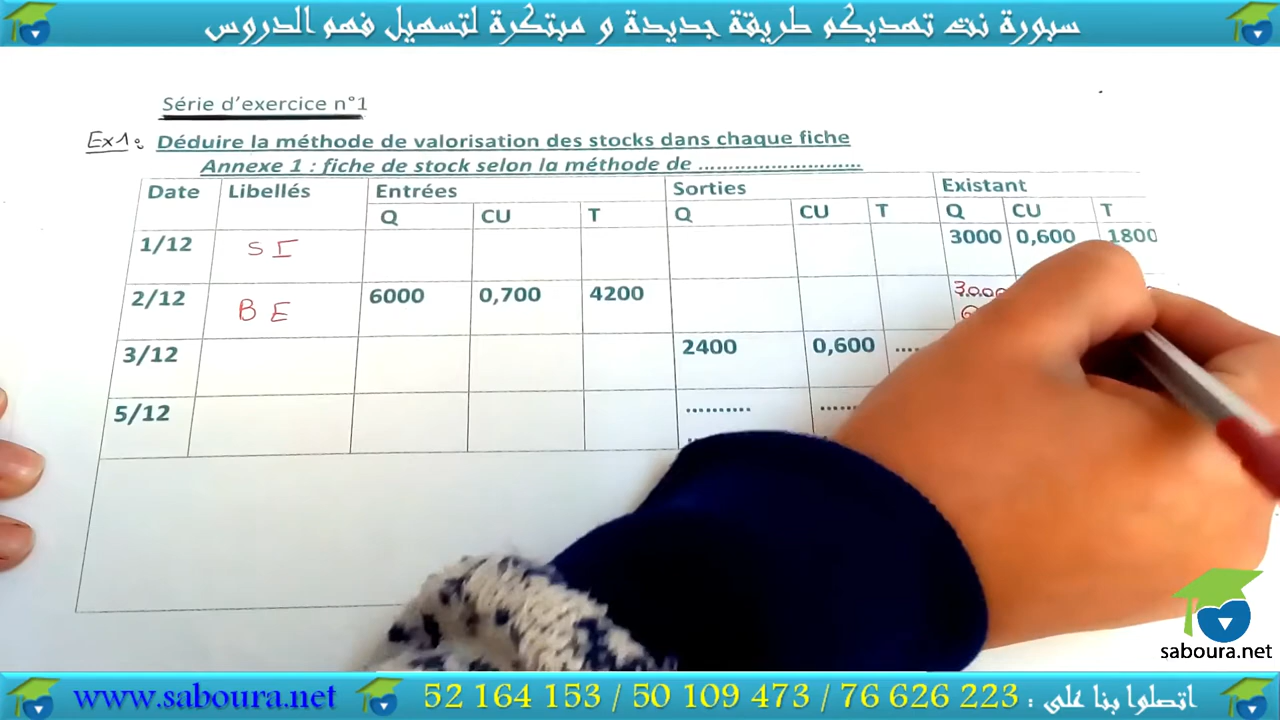 سبورة نت تهديكم طريقة جديدة و مبتكرة لتسهيل فهم الدروس
Série d'exercice n°1
Ex1: Déduire la méthode de valorisation des stocks dans chaque fiche
Annexe 1 : fiche de stock selon la méthode de ............................
Date Libellés Entrées Sorties Existant
Q CU T Q CU T Q CU T
1/12 SI 3000 0,600 1800
2/12 BE 6000 0,700 4200 3000
3/12 2400 0,600 ....
5/12 .......... .....
saboura.net
www.saboura.net 52 164 153 / 50 109 473 / 76 626 223 : اتصلوا بنا على